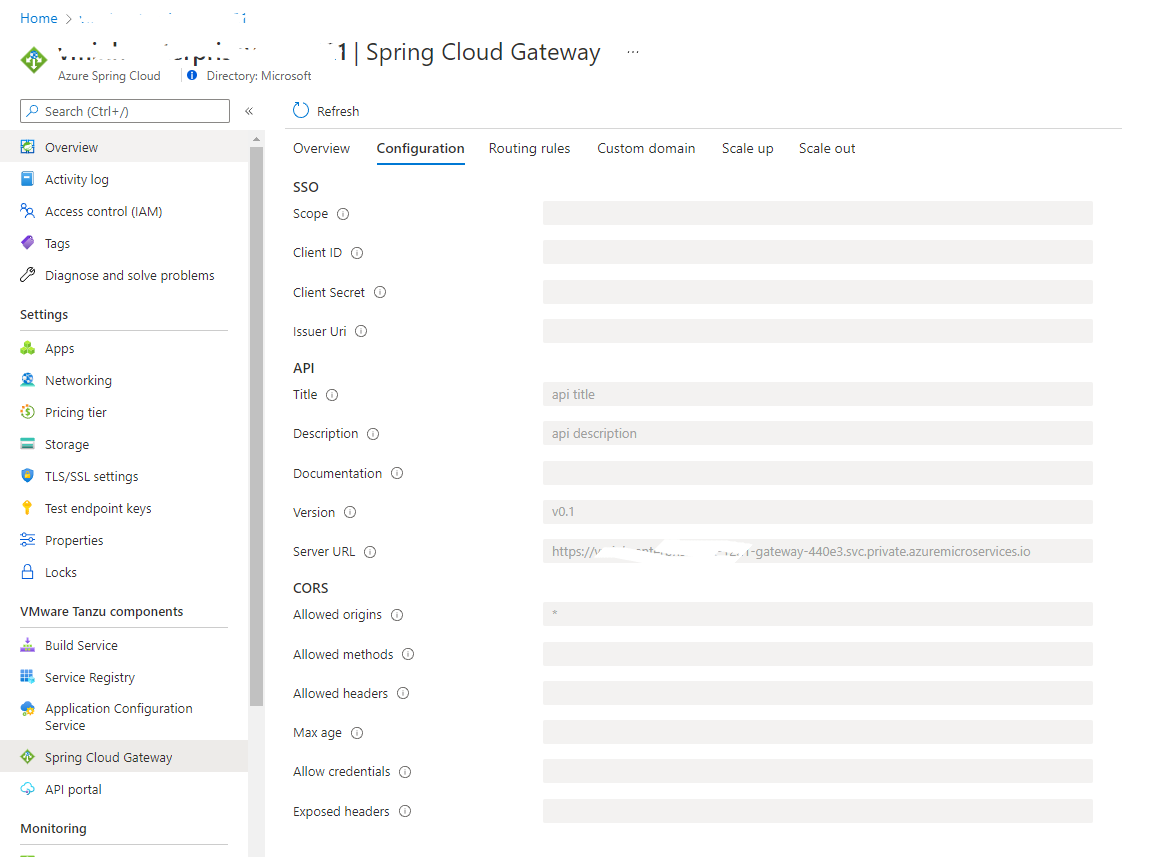 Home
1 | Spring Cloud Gateway ...
Azure Spring Cloud
Directory: Microsoft
Search (Ctrl+/)
«
Overview
Activity log
Access control (IAM)
Tags
Diagnose and solve problems
Settings
Apps
Networking
Pricing tier
Storage
TLS/SSL settings
Test endpoint keys
Properties
Locks
VMware Tanzu components
Build Service
Service Registry
Application Configuration
Service
Spring Cloud Gateway
API portal
Monitoring
Refresh
Overview Configuration Routing rules Custom domain Scale up Scale out
SSO
Scope
Client ID
Client Secret
Issuer Uri
API
Title api title
Description api description
Documentation
Version v0.1
Server URL https:// -gateway-440e3.svc.private.azuremicroservices.io
CORS
Allowed origins *
Allowed methods
Allowed headers
Max age
Allow credentials
Exposed headers